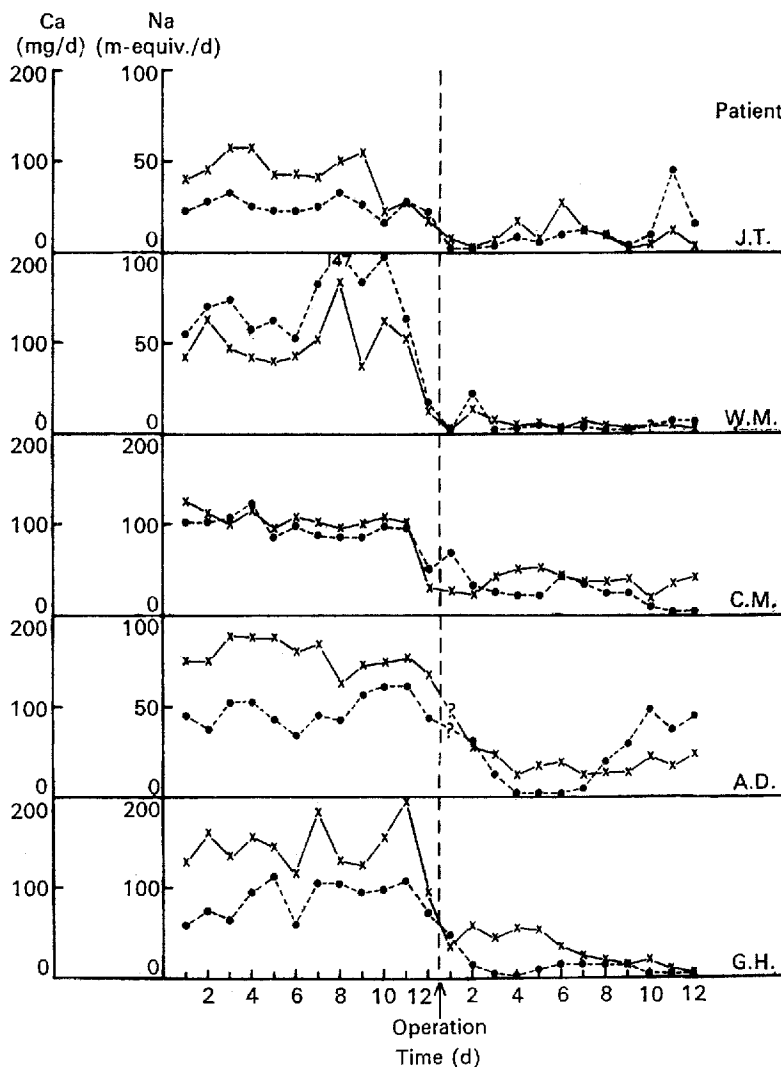 Ca Na
(mg/d) (m-equiv./d)
200 100
Patient
100 50
0 0 J.T.
200 100 147
100 50
0 0 W.M.
200 200
100 100
0 0 C.M.
200 100
100 50
?
?
0 0 A.D.
200 200
100 100
0 0 G.H.
2 4 6 8 10 12 2 4 6 8 10 12
Operation
Time (d)